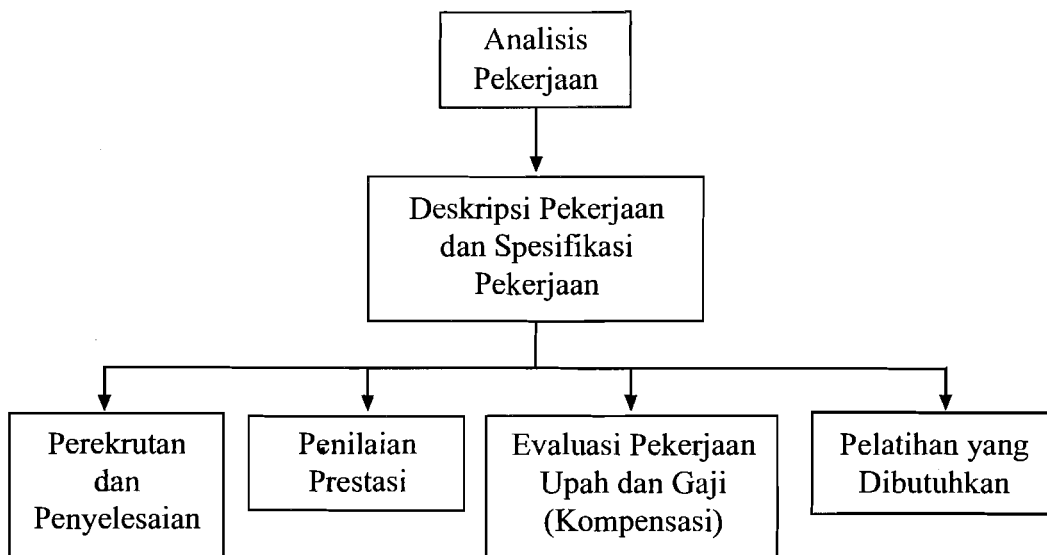 Analisis
Pekerjaan
Deskripsi Pekerjaan
dan Spesifikasi
Pekerjaan
Perekrutan
dan
Penyelesaian
Penilaian
Prestasi
Evaluasi Pekerjaan
Upah dan Gaji
(Kompensasi)
Pelatihan yang
Dibutuhkan